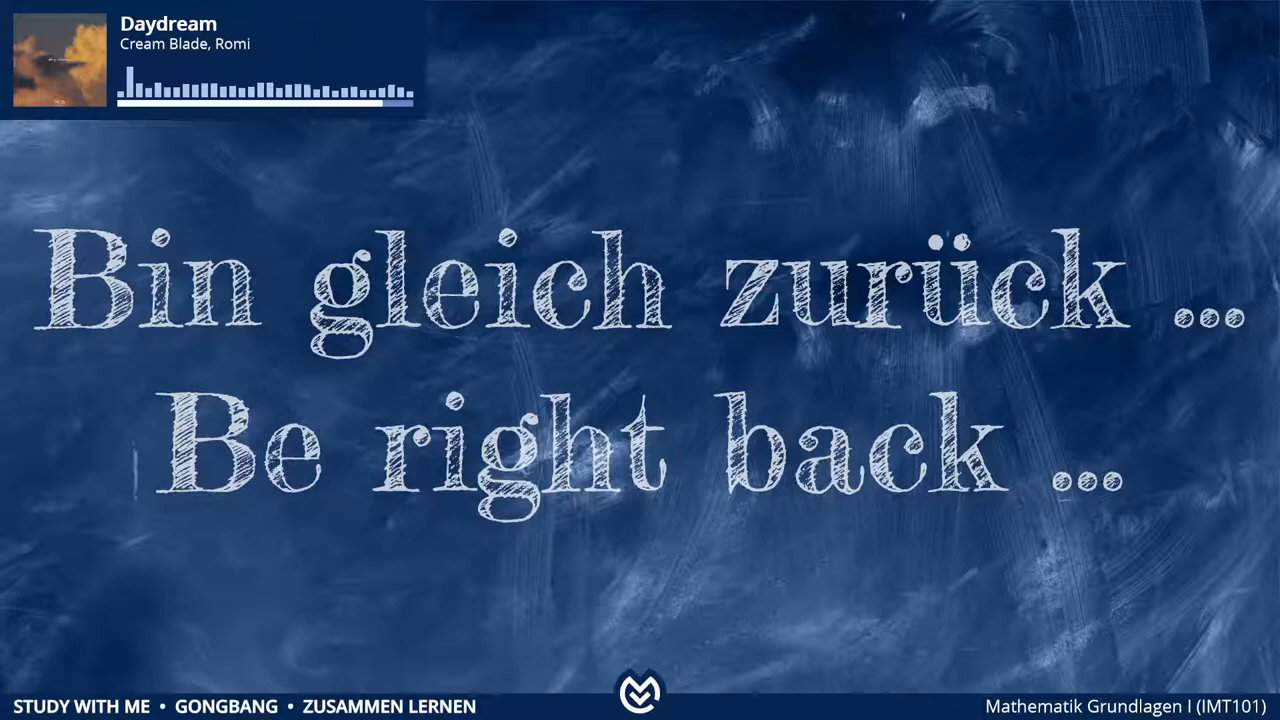 Daydream
Cream Blade, Romi
Bin gleich zurück ...
Be right back ...
STUDY WITH ME • GONGBANG • ZUSAMMEN LERNEN
Mathematik Grundlagen I (IMT101)